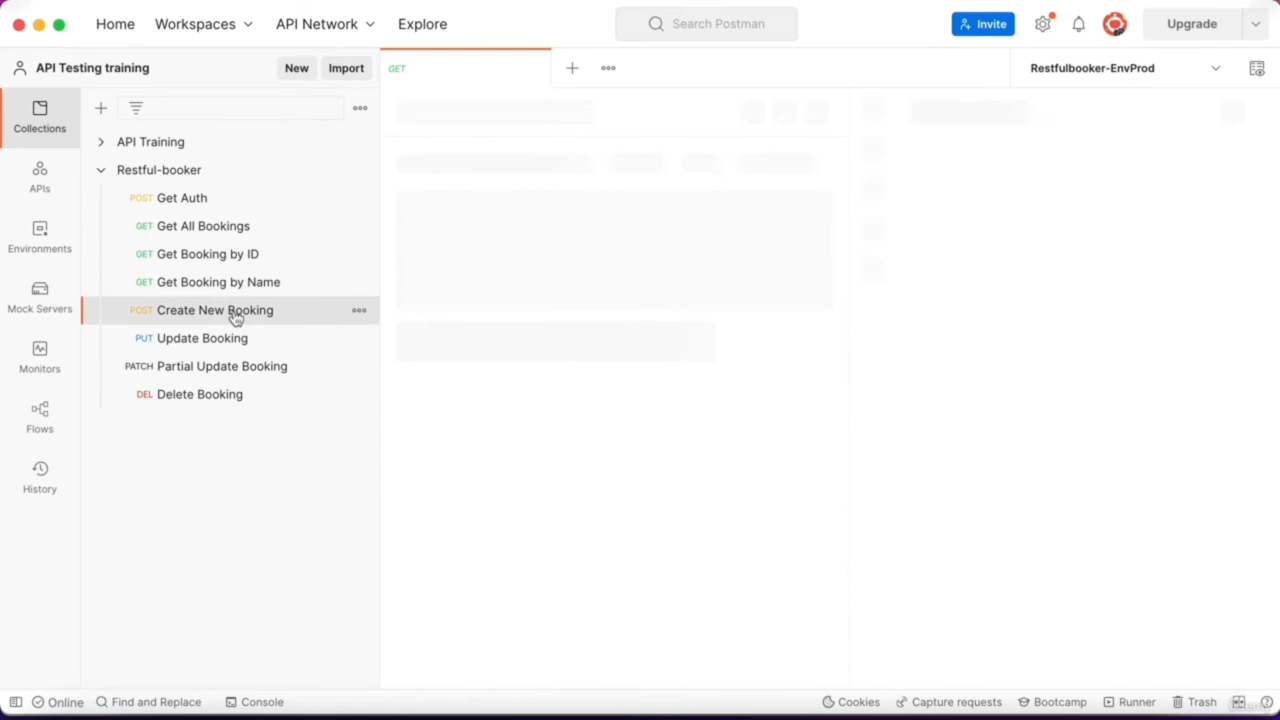 Home Workspaces API Network Explore Search Postman Invite Upgrade
API Testing training New Import GET Restfulbooker-EnvProd
Collections
APIs
Environments
Mock Servers
Monitors
Flows
History
API Training
Restful-booker
POST Get Auth
GET Get All Bookings
GET Get Booking by ID
GET Get Booking by Name
POST Create New Booking
PUT Update Booking
PATCH Partial Update Booking
DEL Delete Booking
Online Find and Replace Console Cookies Capture requests Bootcamp Runner Trash